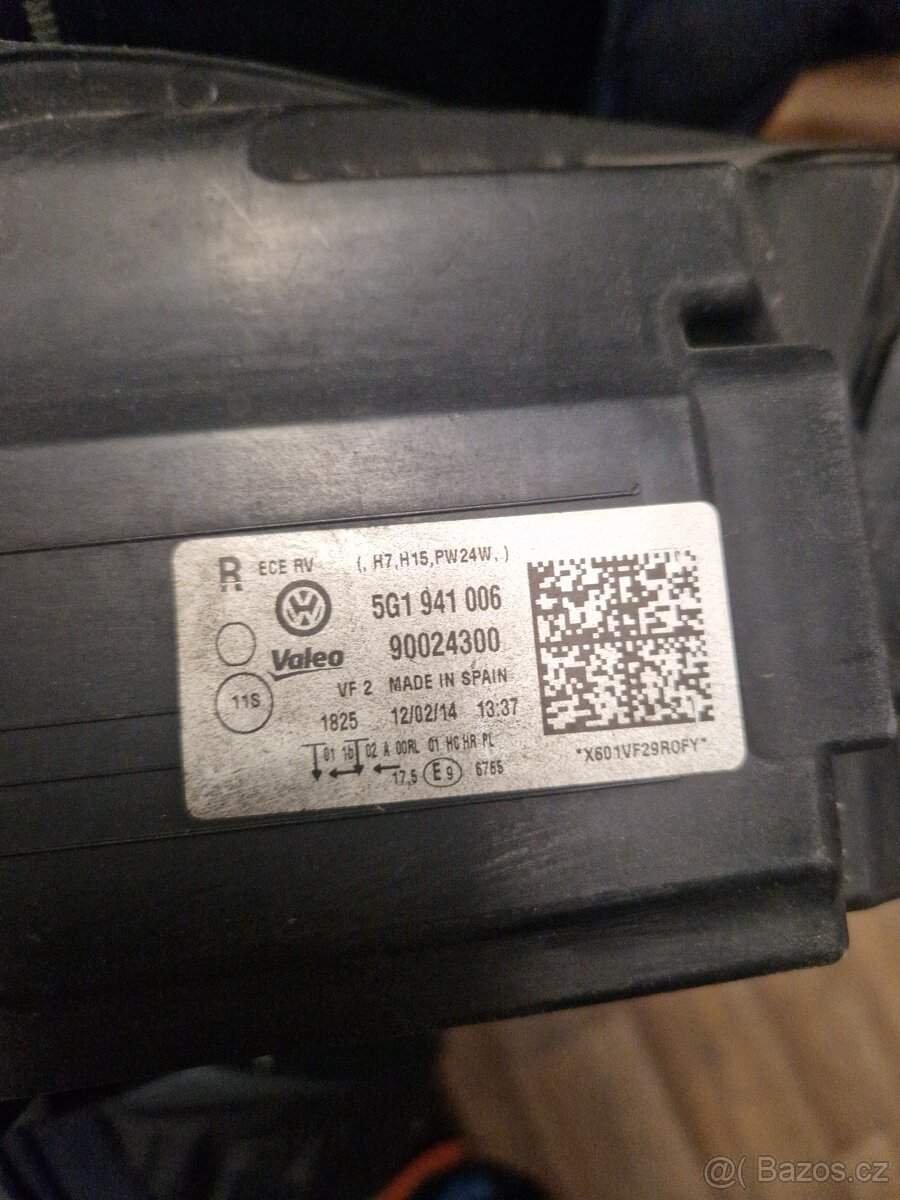 R ECE RV (, H7,H15,PW24W,)
5G1 941 006
Valeo 90024300
VF 2 MADE IN SPAIN
11S
1825 12/02/14 13:37
01 1b 02 A 00RL 01 HC HR PL
17,5 E9 6765
*X601VF29ROFY*
@( Bazos.cz